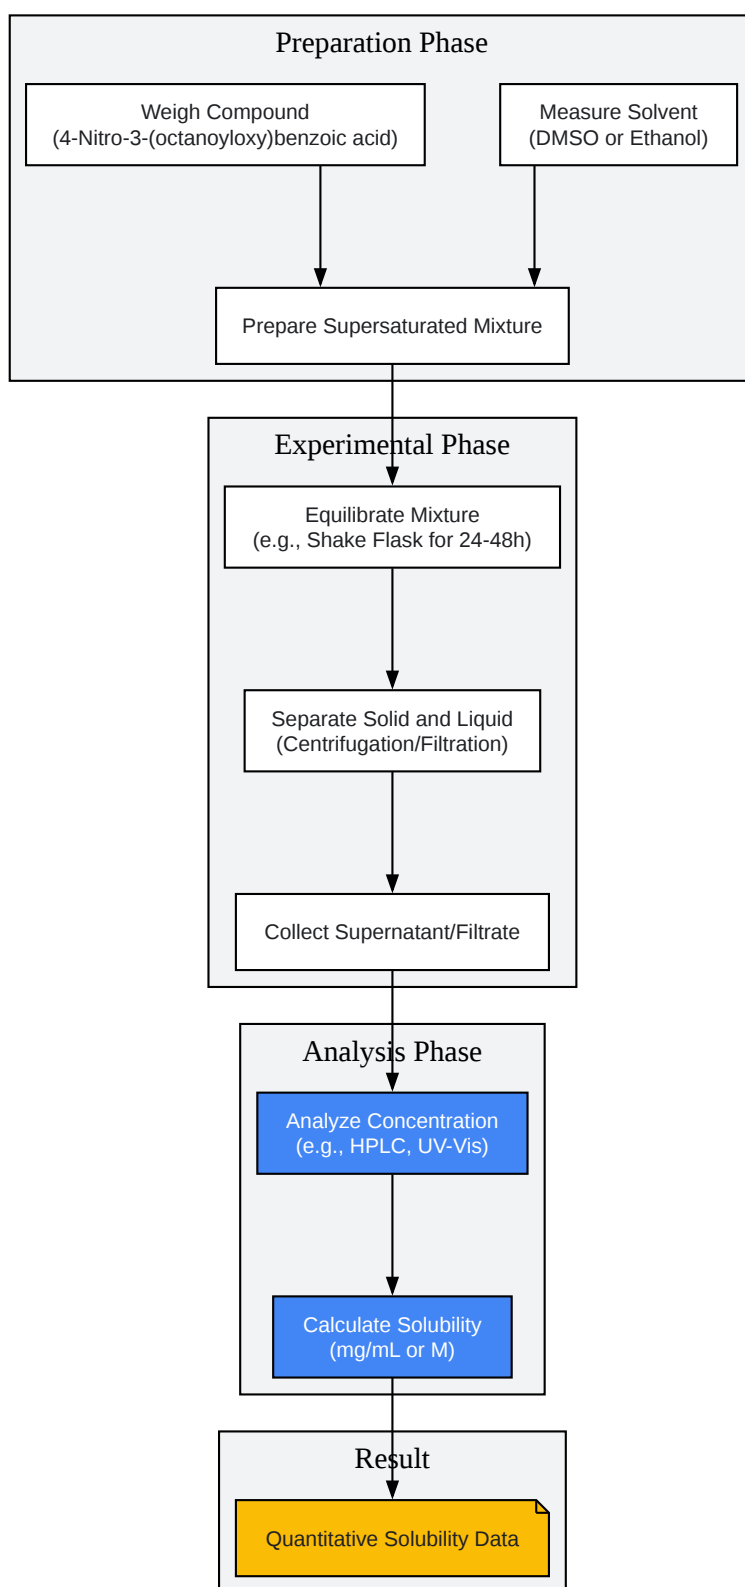 Preparation Phase
Weigh Compound
(4-Nitro-3-(octanoyloxy)benzoic acid)
Measure Solvent
(DMSO or Ethanol)
Prepare Supersaturated Mixture
Experimental Phase
Equilibrate Mixture
(e.g., Shake Flask for 24-48h)
Separate Solid and Liquid
(Centrifugation/Filtration)
Collect Supernatant/Filtrate
Analysis Phase
Analyze Concentration
(e.g., HPLC, UV-Vis)
Calculate Solubility
(mg/mL or M)
Result
Quantitative Solubility Data